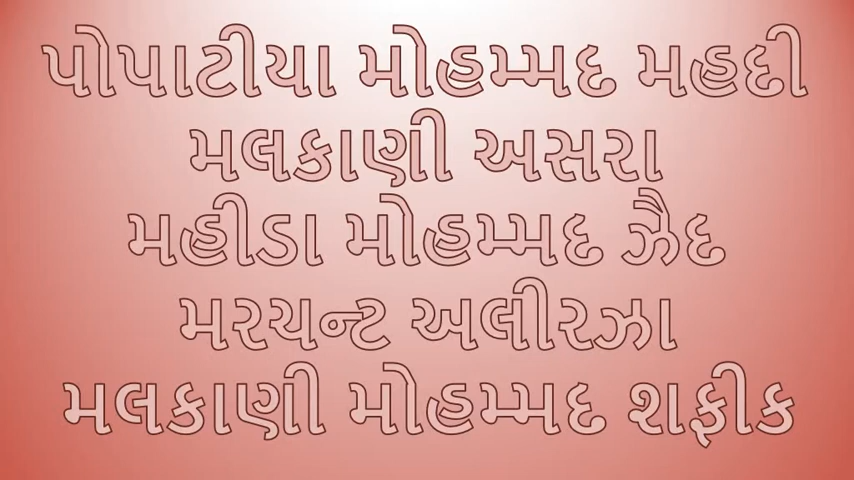 પોપાટીયા મોહમ્મદ મહદી
મલકાણી અસરા
મહીડા મોહમ્મદ ઝૈદ
મરચન્ટ અલીરઝા
મલકાણી મોહમ્મદ શફીક